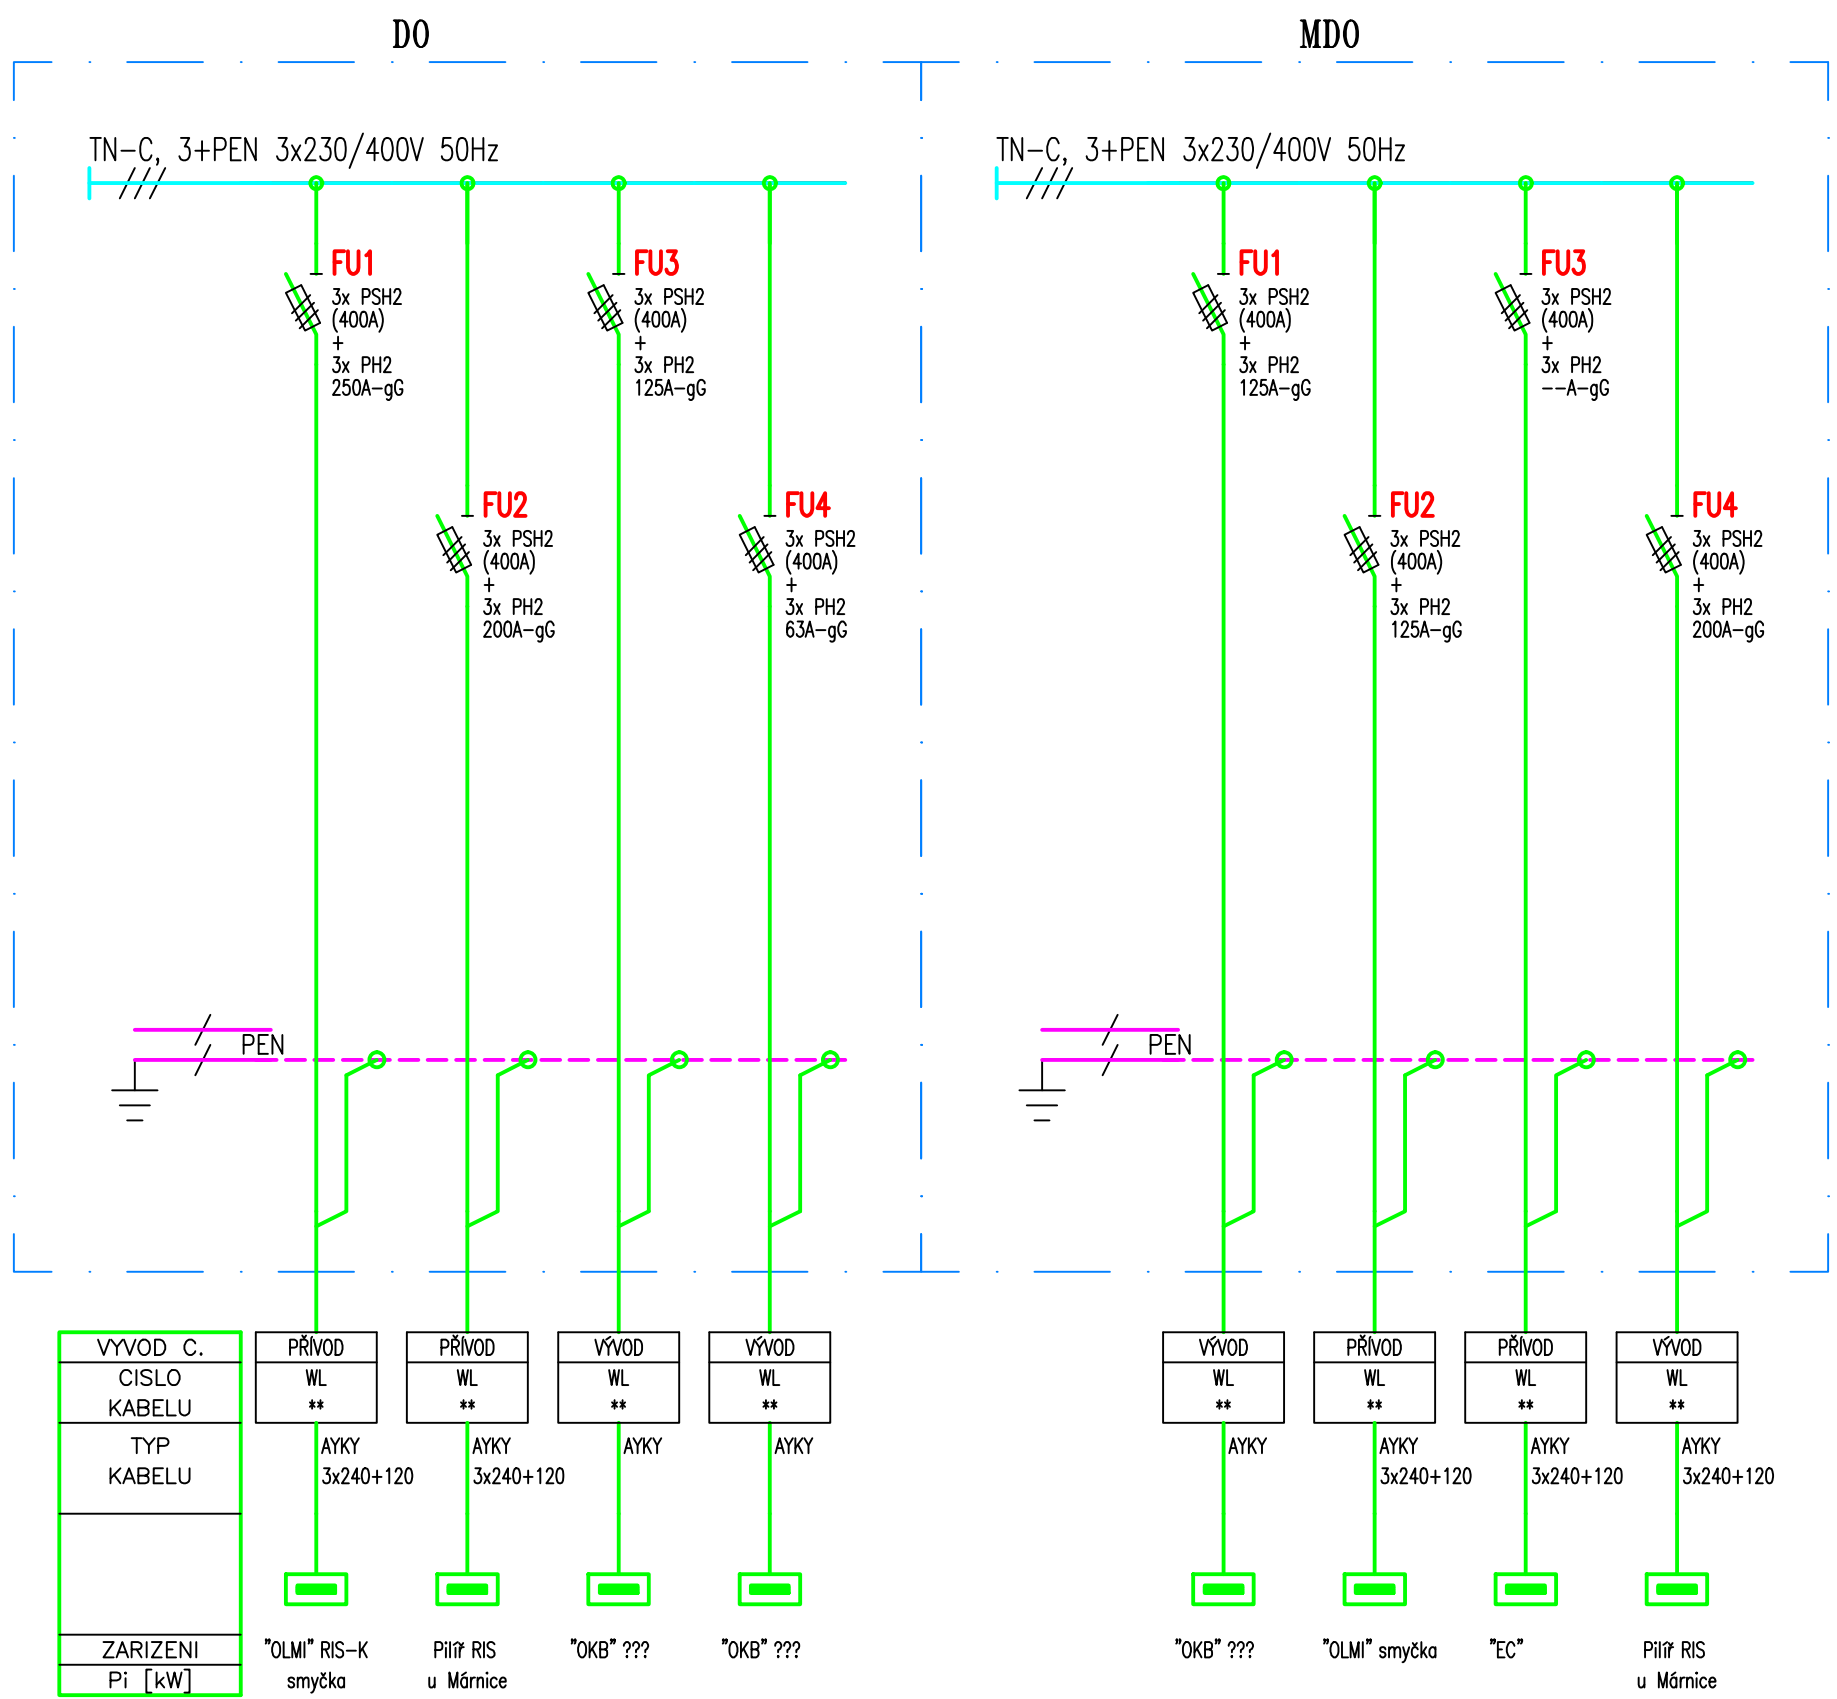 DO
MDO
TN-C, 3+PEN 3x230/400V 50Hz
TN-C, 3+PEN 3x230/400V 50Hz
FU1
3x PSH2
(400A)
+
3x PH2
250A-gG
FU3
3x PSH2
(400A)
+
3x PH2
125A-gG
FU1
3x PSH2
(400A)
+
3x PH2
125A-gG
FU3
3x PSH2
(400A)
+
3x PH2
--A-gG
FU2
3x PSH2
(400A)
+
3x PH2
200A-gG
FU4
3x PSH2
(400A)
+
3x PH2
63A-gG
FU2
3x PSH2
(400A)
+
3x PH2
125A-gG
FU4
3x PSH2
(400A)
+
3x PH2
200A-gG
PEN
PEN
VYVOD C.
CISLO
KABELU
TYP
KABELU
ZARIZENI
Pi [kW]
PŘÍVOD
WL
**
AYKY
3x240+120
"OLMI" RIS-K
smyčka
PŘÍVOD
WL
**
AYKY
3x240+120
Pilíř RIS
u Márnice
VÝVOD
WL
**
AYKY
"OKB" ???
VÝVOD
WL
**
AYKY
"OKB" ???
VÝVOD
WL
**
AYKY
"OKB" ???
PŘÍVOD
WL
**
AYKY
3x240+120
"OLMI" smyčka
PŘÍVOD
WL
**
AYKY
3x240+120
"EC"
VÝVOD
WL
**
AYKY
3x240+120
Pilíř RIS
u Márnice